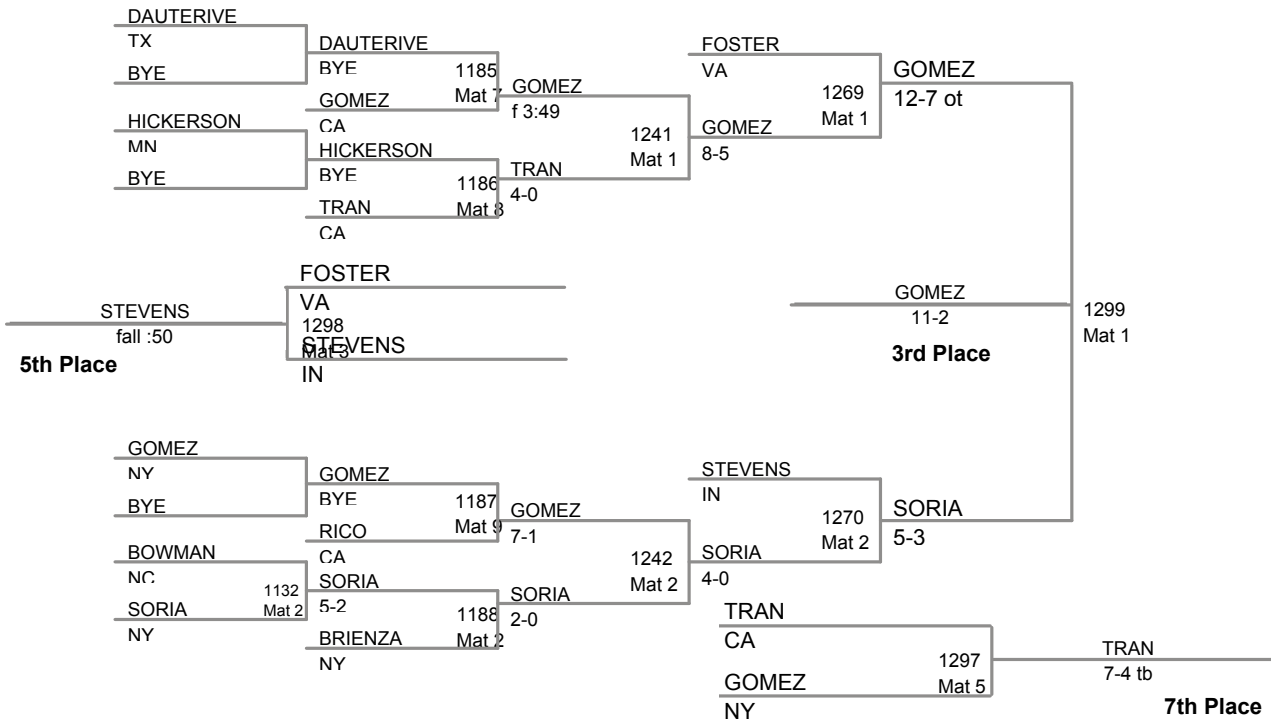 DAUTERIVE
TX
BYE
DAUTERIVE
BYE
1185
Mat 7
GOMEZ
CA
GOMEZ
f 3:49
HICKERSON
MN
BYE
HICKERSON
BYE
1186
Mat 8
TRAN
CA
TRAN
4-0
1241
Mat 1
FOSTER
VA
GOMEZ
8-5
1269
Mat 1
GOMEZ
12-7 ot
FOSTER
VA
1298
Mat 3
STEVENS
IN
STEVENS
fall :50
5th Place
GOMEZ
11-2
3rd Place
1299
Mat 1
GOMEZ
NY
BYE
GOMEZ
BYE
1187
Mat 9
RICO
CA
GOMEZ
7-1
BOWMAN
NC
1132
Mat 2
SORIA
NY
SORIA
5-2
1188
Mat 2
BRIENZA
NY
SORIA
2-0
1242
Mat 2
STEVENS
IN
SORIA
4-0
1270
Mat 2
SORIA
5-3
TRAN
CA
1297
Mat 5
GOMEZ
NY
TRAN
7-4 tb
7th Place